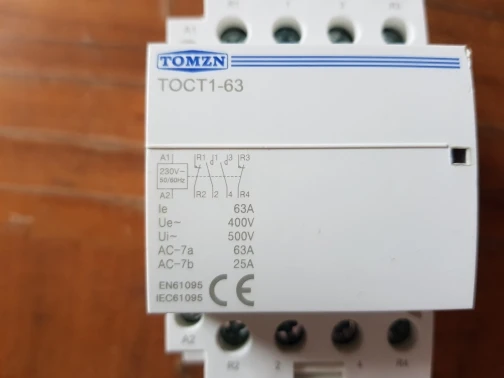 R1 1 3 R3
A1
TOMZN
TOCT1-63
A1 R1 1 3 R3
230V~
50/60Hz
A2 R2 2 4 R4
Ie 63A
Ue~ 400V
Ui~ 500V
AC-7a 63A
AC-7b 25A
EN61095
IEC61095 CE
A2 R2 2 4 R4